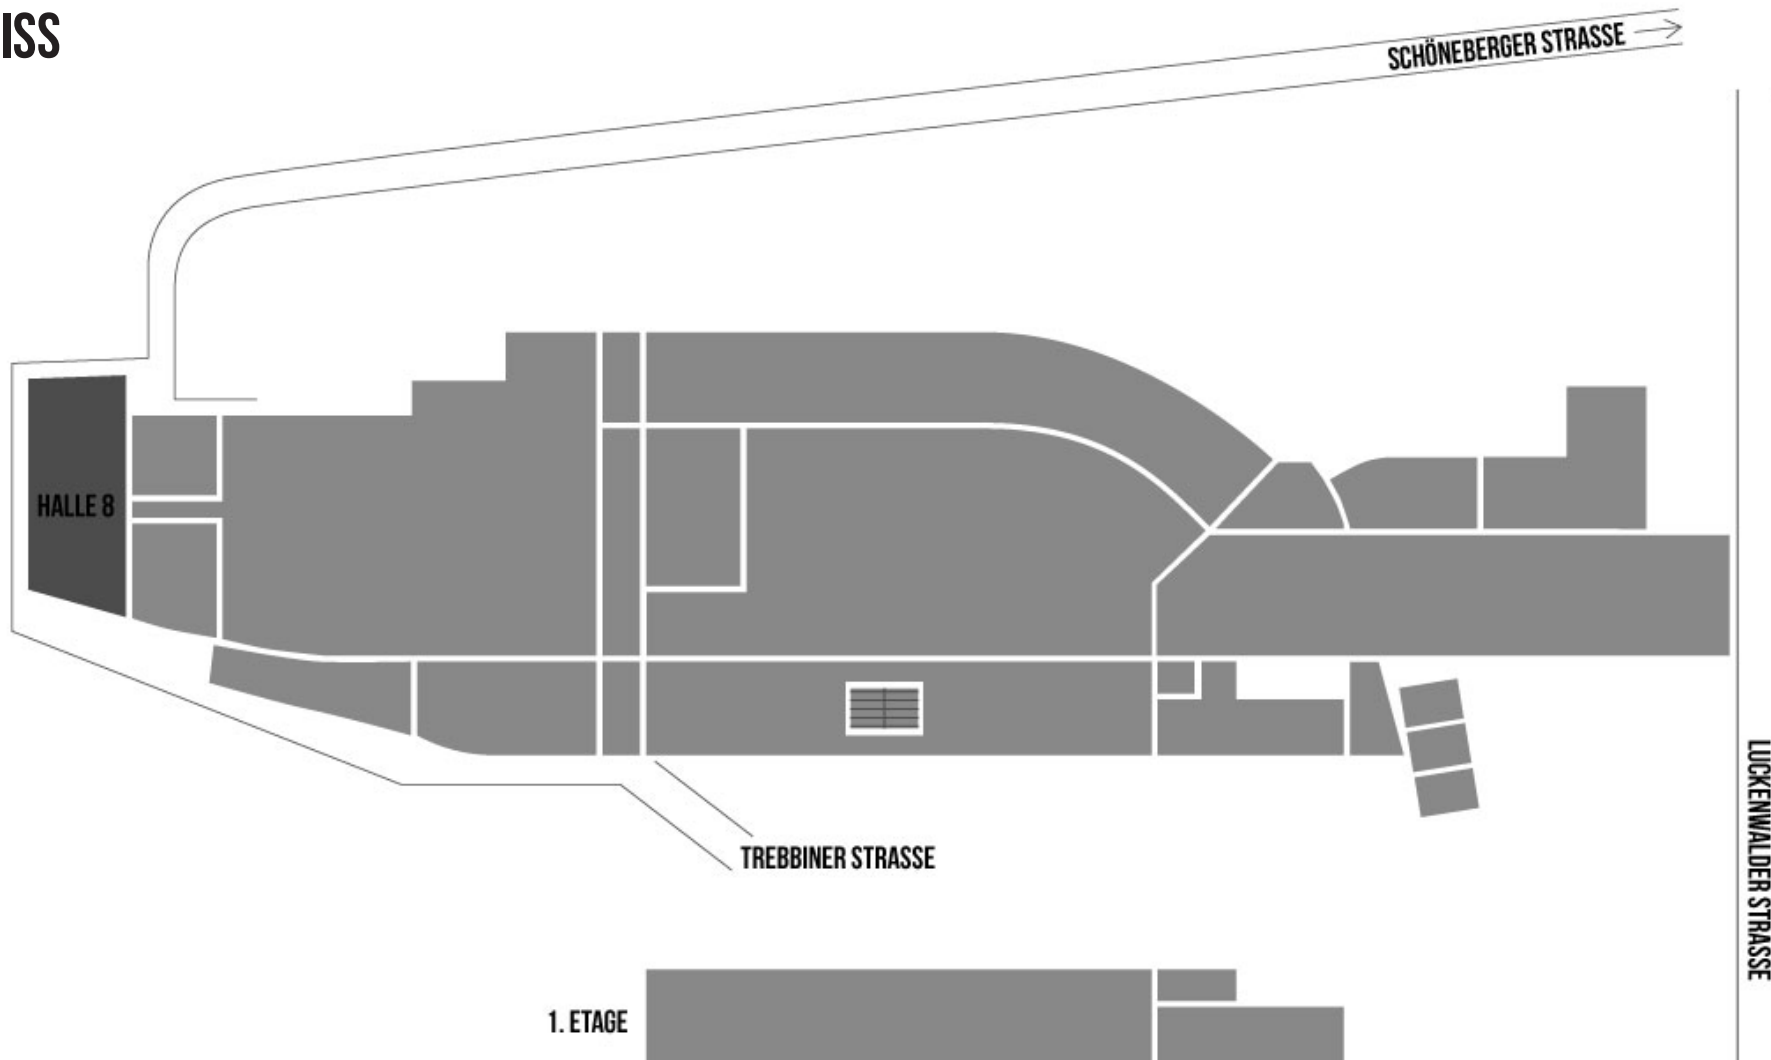 ISS
SCHÖNEBERGER STRASSE
HALLE 8
TREBBINER STRASSE
LUCKENWALDER STRASSE
1. ETAGE